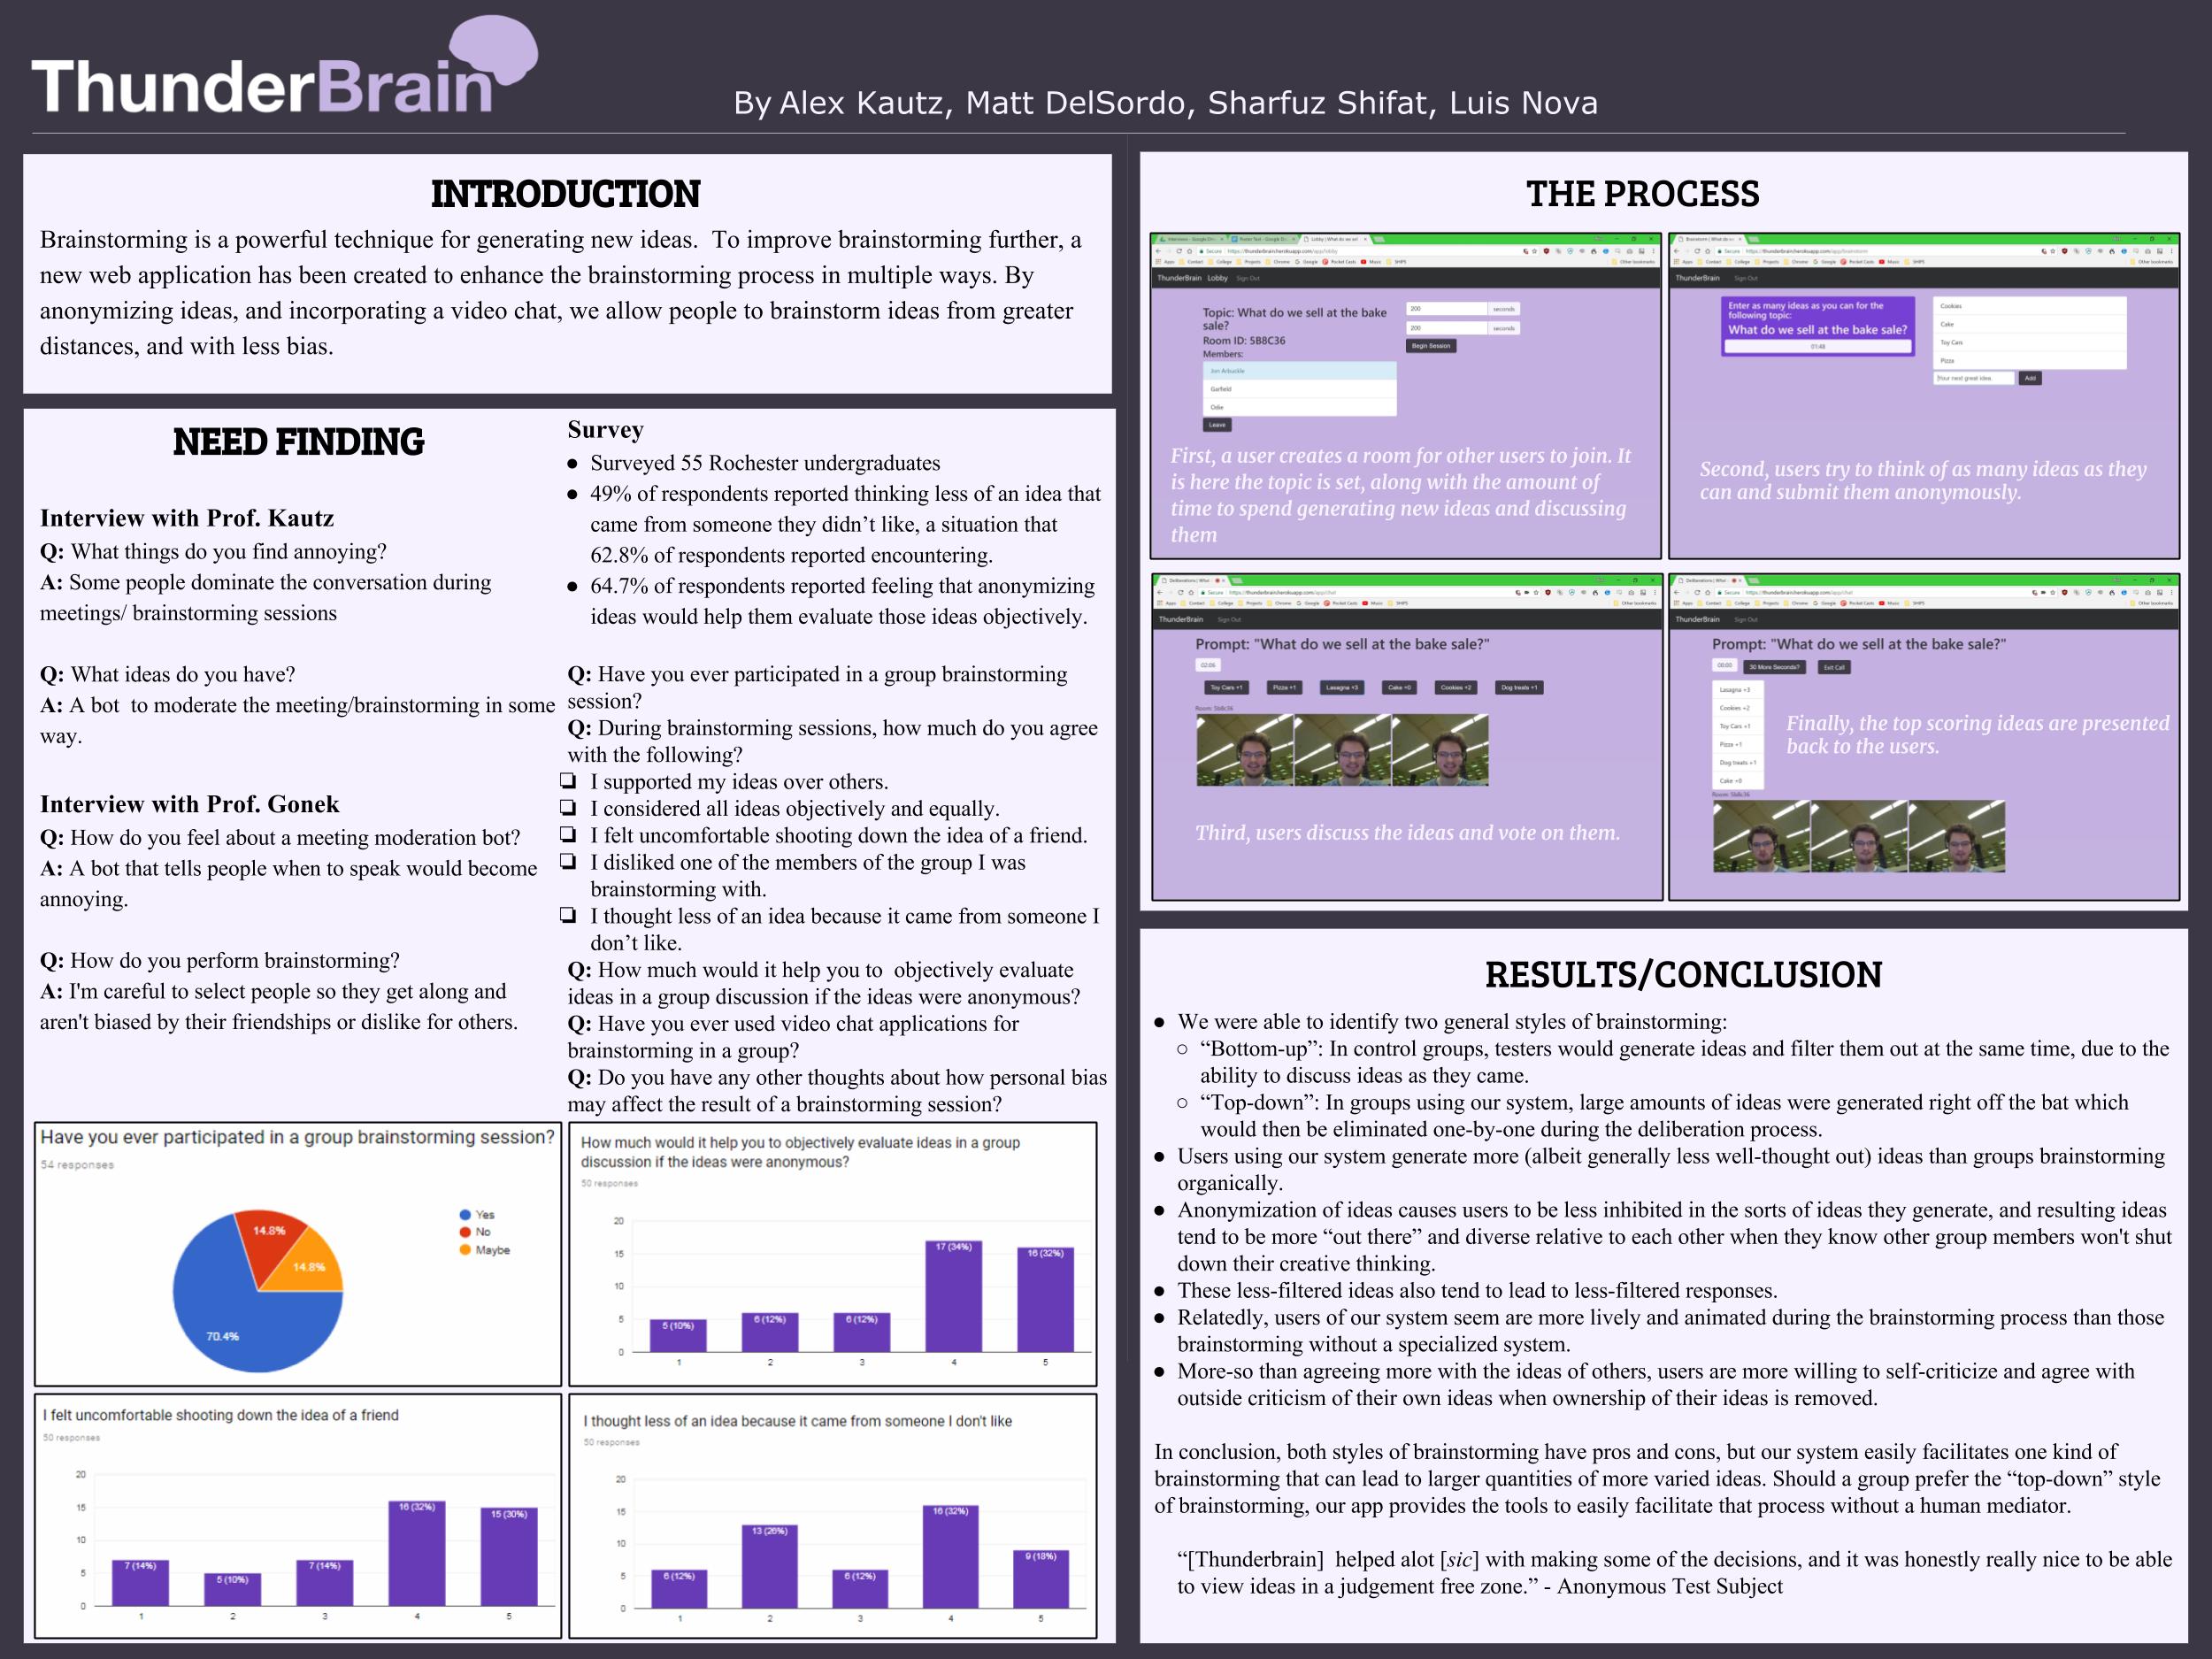 ThunderBrain
By Alex Kautz, Matt DelSordo, Sharfuz Shifat, Luis Nova
INTRODUCTION
Brainstorming is a powerful technique for generating new ideas.  To improve brainstorming further, a
new web application has been created to enhance the brainstorming process in multiple ways. By
anonymizing ideas, and incorporating a video chat, we allow people to brainstorm ideas from greater
distances, and with less bias.
NEED FINDING
Interview with Prof. Kautz
Q: What things do you find annoying?
A: Some people dominate the conversation during
meetings/ brainstorming sessions
Q: What ideas do you have?
A: A bot  to moderate the meeting/brainstorming in some
way.
Interview with Prof. Gonek
Q: How do you feel about a meeting moderation bot?
A: A bot that tells people when to speak would become
annoying.
Q: How do you perform brainstorming?
A: I'm careful to select people so they get along and
aren't biased by their friendships or dislike for others.
Survey
● Surveyed 55 Rochester undergraduates
● 49% of respondents reported thinking less of an idea that
came from someone they didn’t like, a situation that
62.8% of respondents reported encountering.
● 64.7% of respondents reported feeling that anonymizing
ideas would help them evaluate those ideas objectively.
Q: Have you ever participated in a group brainstorming
session?
Q: During brainstorming sessions, how much do you agree
with the following?
❏ I supported my ideas over others.
❏ I considered all ideas objectively and equally.
❏ I felt uncomfortable shooting down the idea of a friend.
❏ I disliked one of the members of the group I was
brainstorming with.
❏ I thought less of an idea because it came from someone I
don’t like.
Q: How much would it help you to  objectively evaluate
ideas in a group discussion if the ideas were anonymous?
Q: Have you ever used video chat applications for
brainstorming in a group?
Q: Do you have any other thoughts about how personal bias
may affect the result of a brainstorming session?
Have you ever participated in a group brainstorming session?
54 responses
Yes
No
Maybe
14.8%
14.8%
70.4%
How much would it help you to objectively evaluate ideas in a group
discussion if the ideas were anonymous?
50 responses
20
15
10
5
0
5 (10%)
6 (12%)
6 (12%)
17 (34%)
16 (32%)
1 2 3 4 5
I felt uncomfortable shooting down the idea of a friend
50 responses
20
15
10
5
0
7 (14%)
5 (10%)
7 (14%)
16 (32%)
15 (30%)
1 2 3 4 5
I thought less of an idea because it came from someone I don't like
50 responses
20
15
10
5
0
6 (12%)
13 (26%)
6 (12%)
16 (32%)
9 (18%)
1 2 3 4 5
THE PROCESS
ThunderBrain Lobby Sign Out
Topic: What do we sell at the bake
sale?
Room ID: 5B8C36
Members:
Jon Arbuckle
Garfield
Odie
Leave
200 seconds
200 seconds
Begin Session
First, a user creates a room for other users to join. It
is here the topic is set, along with the amount of
time to spend generating new ideas and discussing
them
ThunderBrain Sign Out
Enter as many ideas as you can for the
following topic:
What do we sell at the bake sale?
01:48
Cookies
Cake
Toy Cars
Pizza
Your next great idea Add
Second, users try to think of as many ideas as they
can and submit them anonymously.
ThunderBrain Sign Out
Prompt: "What do we sell at the bake sale?"
02:06
Toy Cars +1 Pizza +1 Lasagna +3 Cake +0 Cookies +2 Dog treats +1
Room: 5b8c36
Third, users discuss the ideas and vote on them.
ThunderBrain Sign Out
Prompt: "What do we sell at the bake sale?"
00:00 30 More Seconds? Exit Call
Lasagna +3
Cookies +2
Toy Cars +1
Pizza +1
Dog treats +1
Cake +0
Room: 5b8c36
Finally, the top scoring ideas are presented
back to the users.
RESULTS/CONCLUSION
● We were able to identify two general styles of brainstorming:
○ “Bottom-up”: In control groups, testers would generate ideas and filter them out at the same time, due to the
ability to discuss ideas as they came.
○ “Top-down”: In groups using our system, large amounts of ideas were generated right off the bat which
would then be eliminated one-by-one during the deliberation process.
● Users using our system generate more (albeit generally less well-thought out) ideas than groups brainstorming
organically.
● Anonymization of ideas causes users to be less inhibited in the sorts of ideas they generate, and resulting ideas
tend to be more “out there” and diverse relative to each other when they know other group members won't shut
down their creative thinking.
● These less-filtered ideas also tend to lead to less-filtered responses.
● Relatedly, users of our system seem are more lively and animated during the brainstorming process than those
brainstorming without a specialized system.
● More-so than agreeing more with the ideas of others, users are more willing to self-criticize and agree with
outside criticism of their own ideas when ownership of their ideas is removed.
In conclusion, both styles of brainstorming have pros and cons, but our system easily facilitates one kind of
brainstorming that can lead to larger quantities of more varied ideas. Should a group prefer the “top-down” style
of brainstorming, our app provides the tools to easily facilitate that process without a human mediator.
“[Thunderbrain]  helped alot [sic] with making some of the decisions, and it was honestly really nice to be able
to view ideas in a judgement free zone.” - Anonymous Test Subject